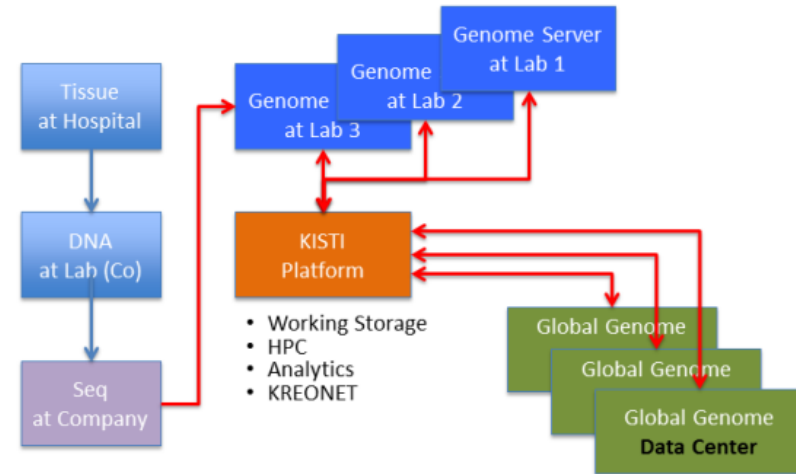 Tissue
at Hospital
DNA
at Lab (Co)
Seq
at Company
Genome Server
at Lab 1
Genome
at Lab 2
Genome
at Lab 3
KISTI
Platform
• Working Storage
• HPC
• Analytics
• KREONET
Global Genome
Global Genome
Global Genome
Data Center